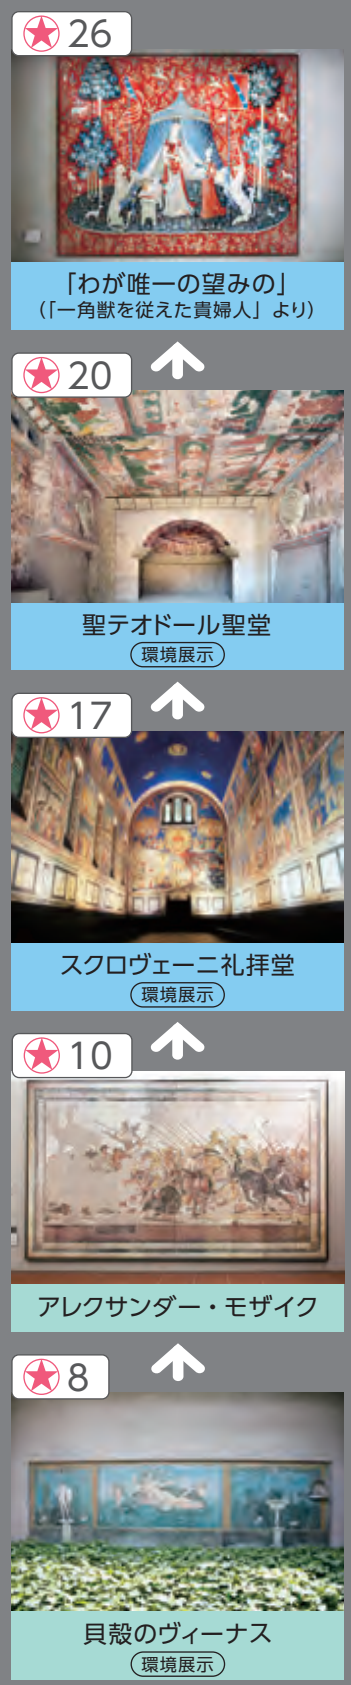 26
「わが唯一の望みの」
（「一角獣を従えた貴婦人」より）
20
聖テオドール聖堂
環境展示
17
スクロヴェーニ礼拝堂
環境展示
10
アレクサンダー・モザイク
8
貝殻のヴィーナス
環境展示